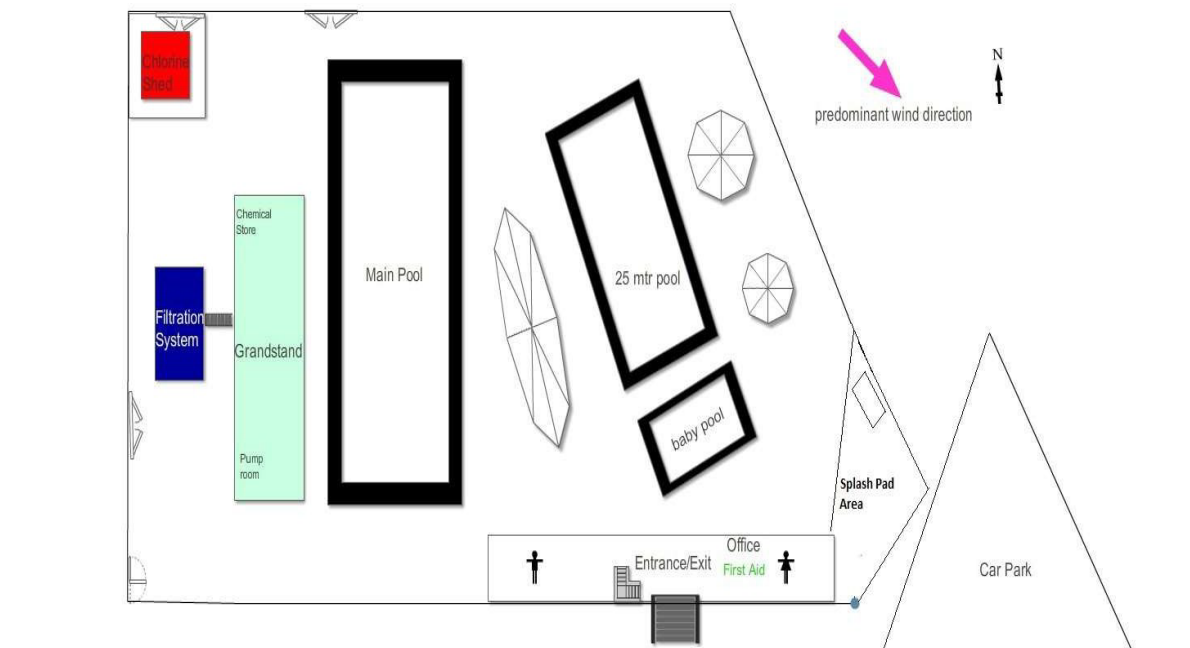 Chlorine
Shed
N
predominant wind direction
Chemical
Store
Main Pool
25 mtr pool
Filtration
System
Grandstand
baby pool
Pump
room
Splash Pad
Area
Office
Entrance/Exit
First Aid
Car Park